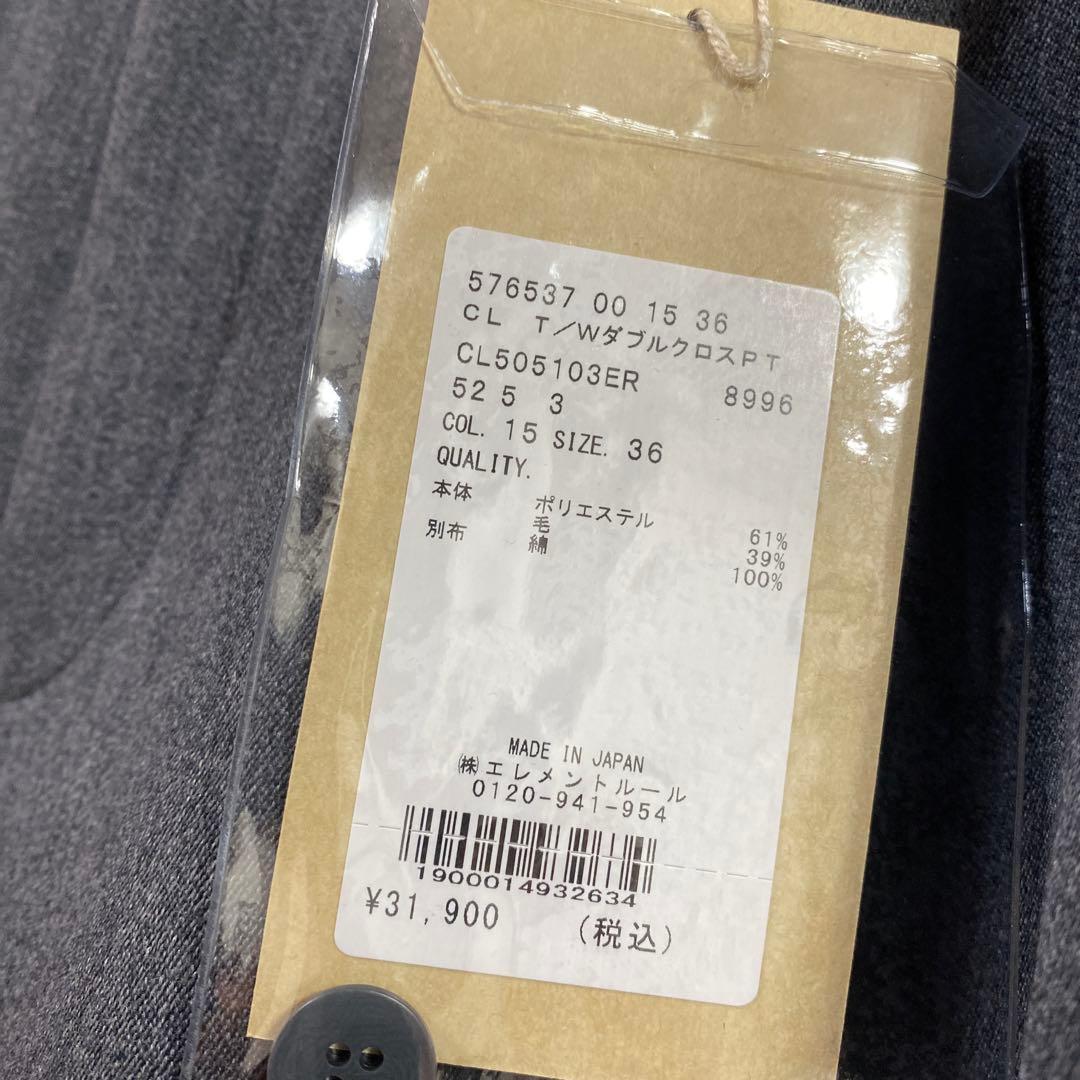 576537 00 15 36
CL T/WダブルクロスPT
CL505103ER 8996
52 5 3
COL. 15 SIZE. 36
QUALITY.
本体 ポリエステル 61%
毛 39%
別布 綿 100%
MADE IN JAPAN
㈱エレメントルール
0120-941-954
1900014932634
¥31,900 (税込)